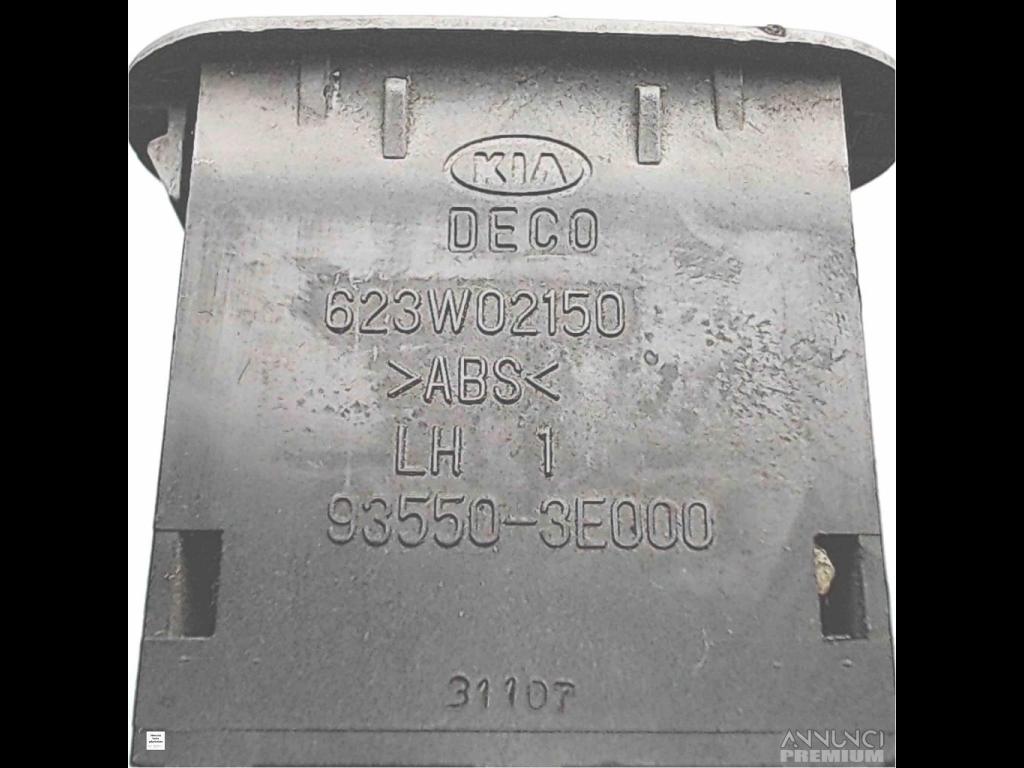 KIA
DECO
623W02150
>ABS<
LH 1
93550-3E000
31107
ANNUNCI
PREMIUM